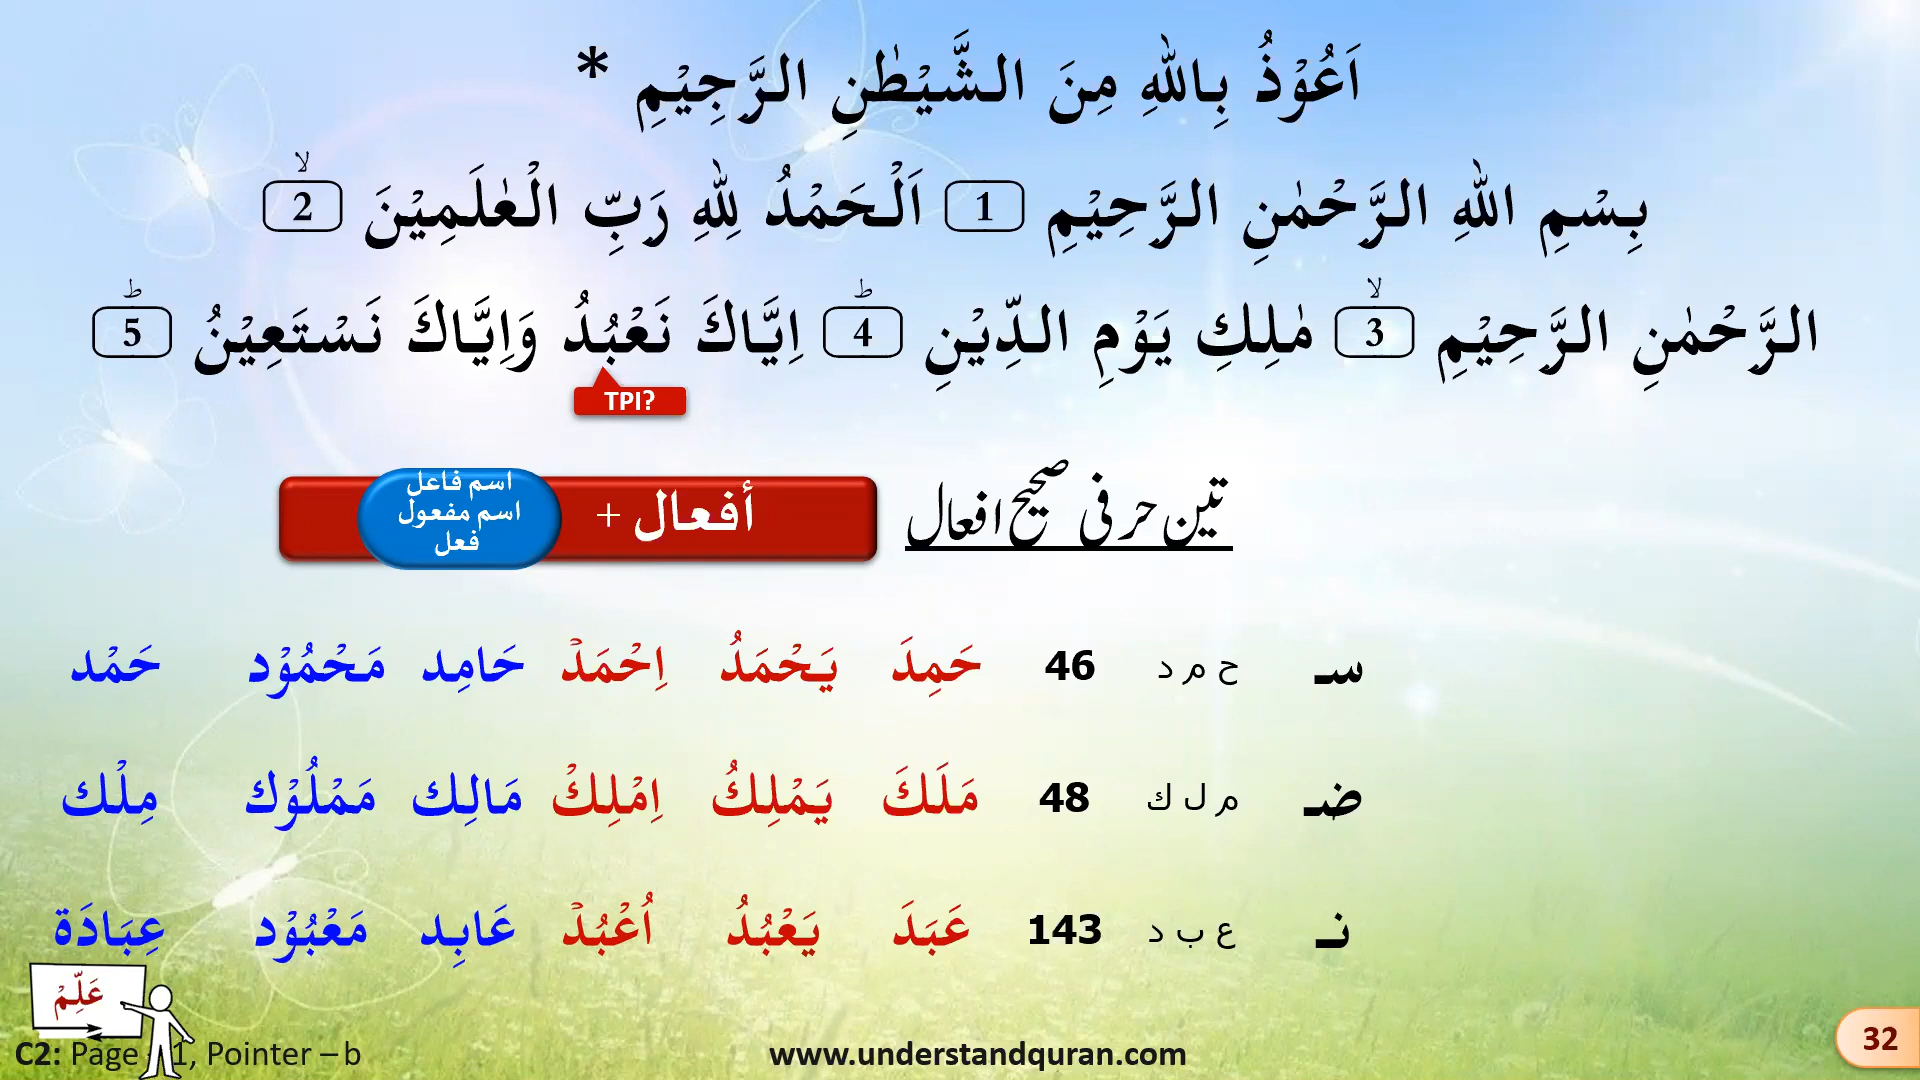 اَعُوْذُ بِاللّٰهِ مِنَ الشَّيْطٰنِ الرَّجِيْمِ *
بِسْمِ اللّٰهِ الرَّحْمٰنِ الرَّحِيْمِ 1 اَلْحَمْدُ لِلّٰهِ رَبِّ الْعٰلَمِيْنَ ۙ 2
الرَّحْمٰنِ الرَّحِيْمِ ۙ 3 مٰلِكِ يَوْمِ الدِّيْنِ ؕ 4 اِيَّاكَ نَعْبُدُ وَاِيَّاكَ نَسْتَعِيْنُ ؕ 5
TPI?
تین حرفی صحیح افعال
أفعال +
اسم فاعل
اسم مفعول
فعل
سـ ح م د 46 حَمِدَ يَحْمَدُ اِحْمَدْ حَامِد مَحْمُوْد حَمْد
ضـ م ل ك 48 مَلَكَ يَمْلِكُ اِمْلِكْ مَالِك مَمْلُوْك مِلْك
نـ ع ب د 143 عَبَدَ يَعْبُدُ اُعْبُدْ عَابِد مَعْبُوْد عِبَادَة
عَلِّمْ
C2: Page 1, Pointer – b
www.understandquran.com
32